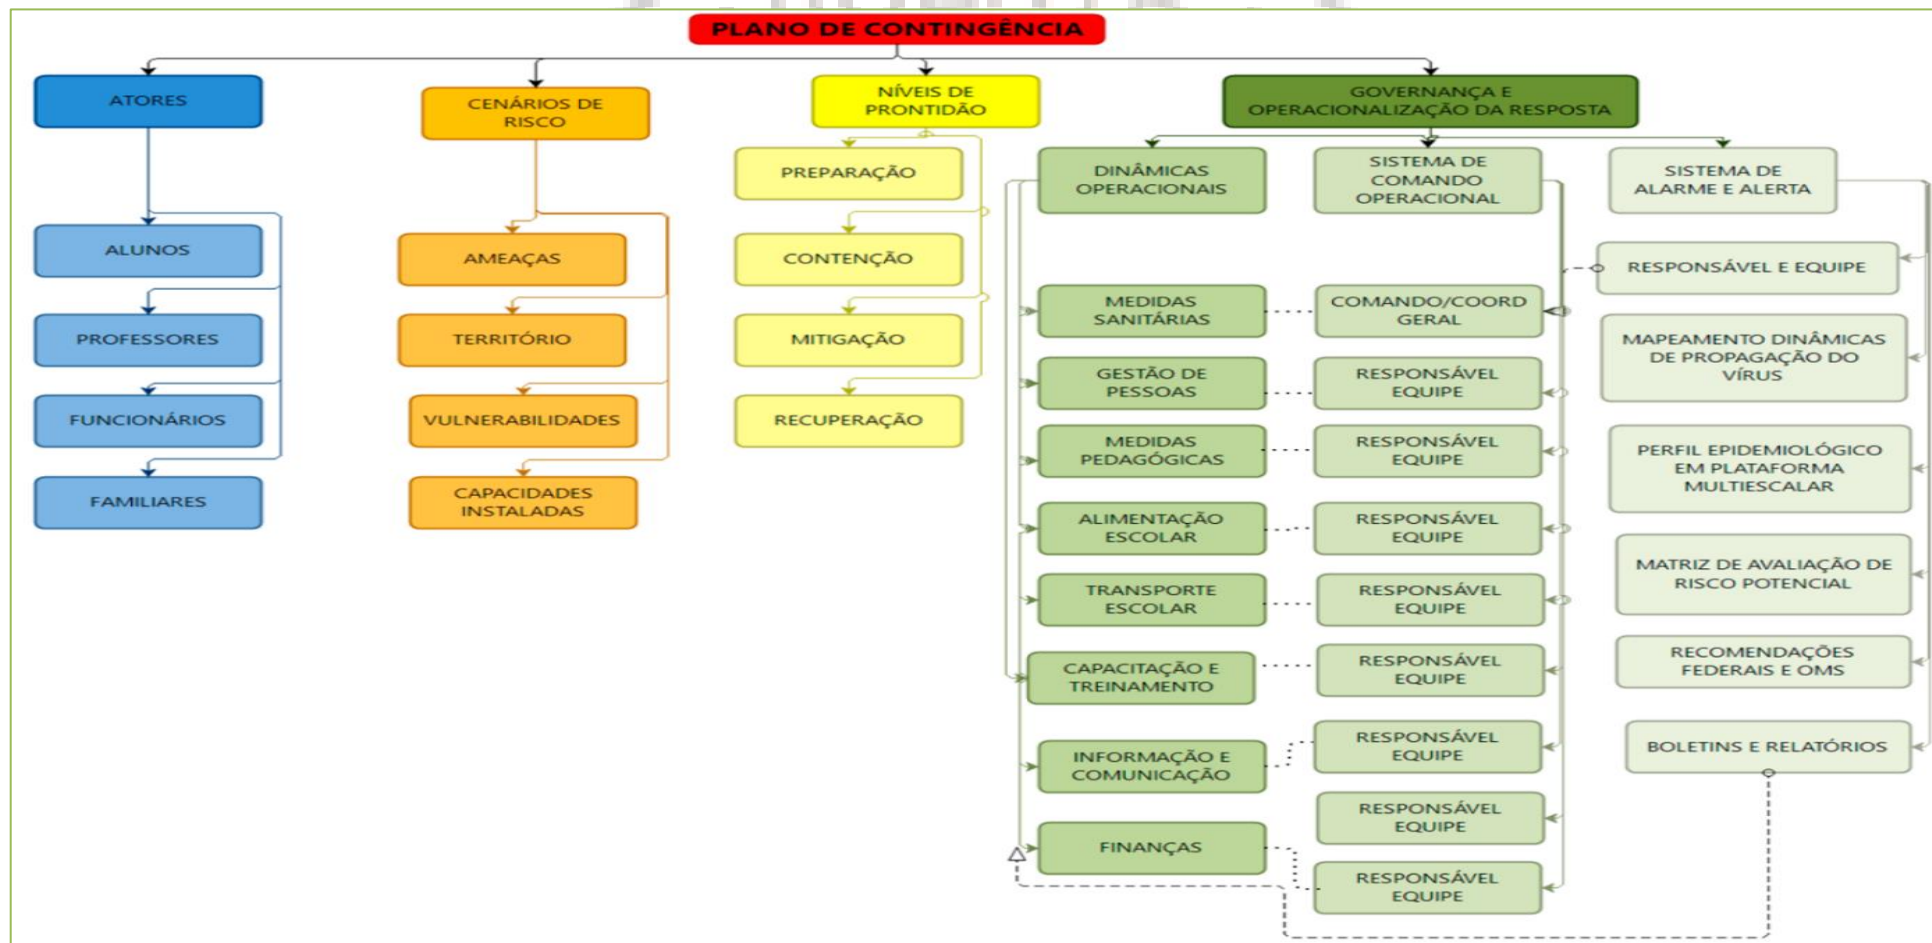 PLANO DE CONTINGÊNCIA
ATORES
ALUNOS
PROFESSORES
FUNCIONÁRIOS
FAMILIARES
CENÁRIOS DE
RISCO
AMEAÇAS
TERRITÓRIO
VULNERABILIDADES
CAPACIDADES
INSTALADAS
NÍVEIS DE
PRONTIDÃO
PREPARAÇÃO
CONTENÇÃO
MITIGAÇÃO
RECUPERAÇÃO
GOVERNANÇA E
OPERACIONALIZAÇÃO DA RESPOSTA
DINÂMICAS
OPERACIONAIS
MEDIDAS
SANITÁRIAS
GESTÃO DE
PESSOAS
MEDIDAS
PEDAGÓGICAS
ALIMENTAÇÃO
ESCOLAR
TRANSPORTE
ESCOLAR
CAPACITAÇÃO E
TREINAMENTO
INFORMAÇÃO E
COMUNICAÇÃO
FINANÇAS
SISTEMA DE
COMANDO
OPERACIONAL
COMANDO/COORD
GERAL
RESPONSÁVEL
EQUIPE
RESPONSÁVEL
EQUIPE
RESPONSÁVEL
EQUIPE
RESPONSÁVEL
EQUIPE
RESPONSÁVEL
EQUIPE
RESPONSÁVEL
EQUIPE
RESPONSÁVEL
EQUIPE
RESPONSÁVEL
EQUIPE
SISTEMA DE
ALARME E ALERTA
RESPONSÁVEL E EQUIPE
MAPEAMENTO DINÂMICAS
DE PROPAGAÇÃO DO
VÍRUS
PERFIL EPIDEMIOLÓGICO
EM PLATAFORMA
MULTIESCALAR
MATRIZ DE AVALIAÇÃO DE
RISCO POTENCIAL
RECOMENDAÇÕES
FEDERAIS E OMS
BOLETINS E RELATÓRIOS